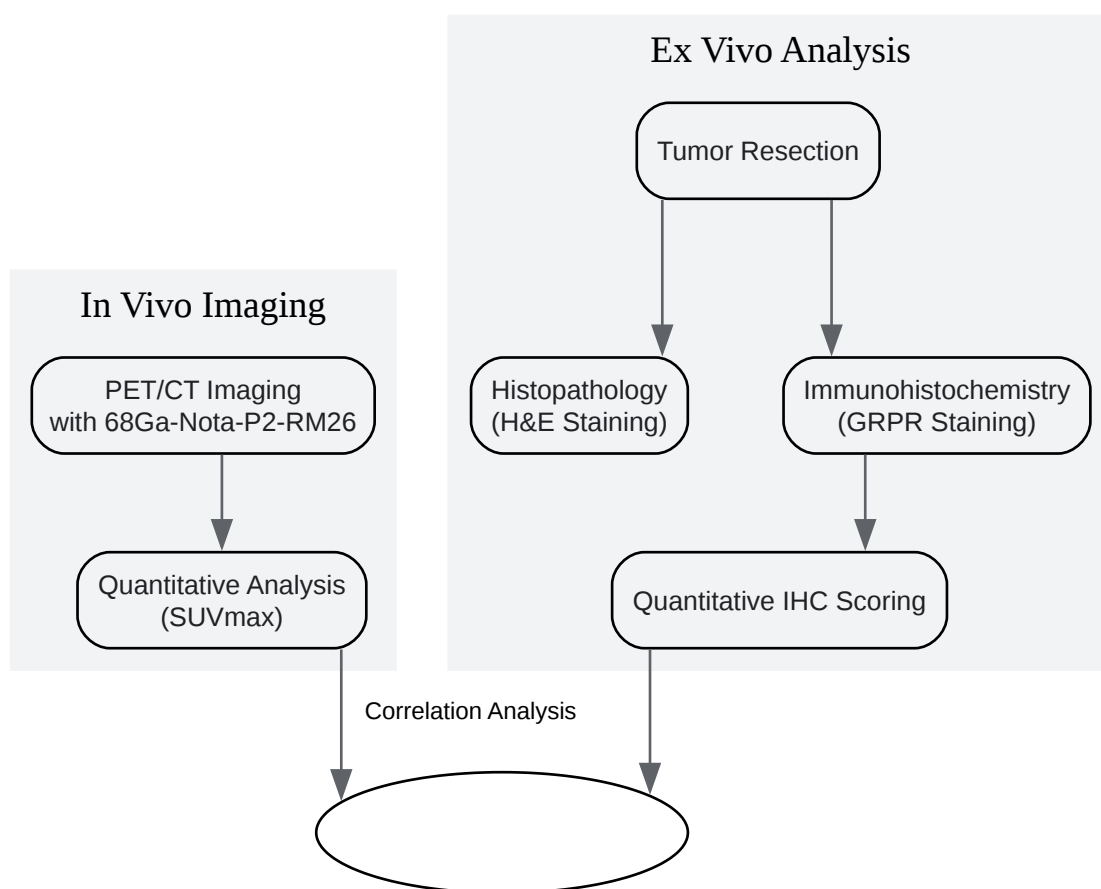 Ex Vivo Analysis
Tumor Resection
In Vivo Imaging
PET/CT Imaging
with 68Ga-Nota-P2-RM26
Histopathology
(H&E Staining)
Immunohistochemistry
(GRPR Staining)
Quantitative Analysis
(SUVmax)
Quantitative IHC Scoring
Correlation Analysis